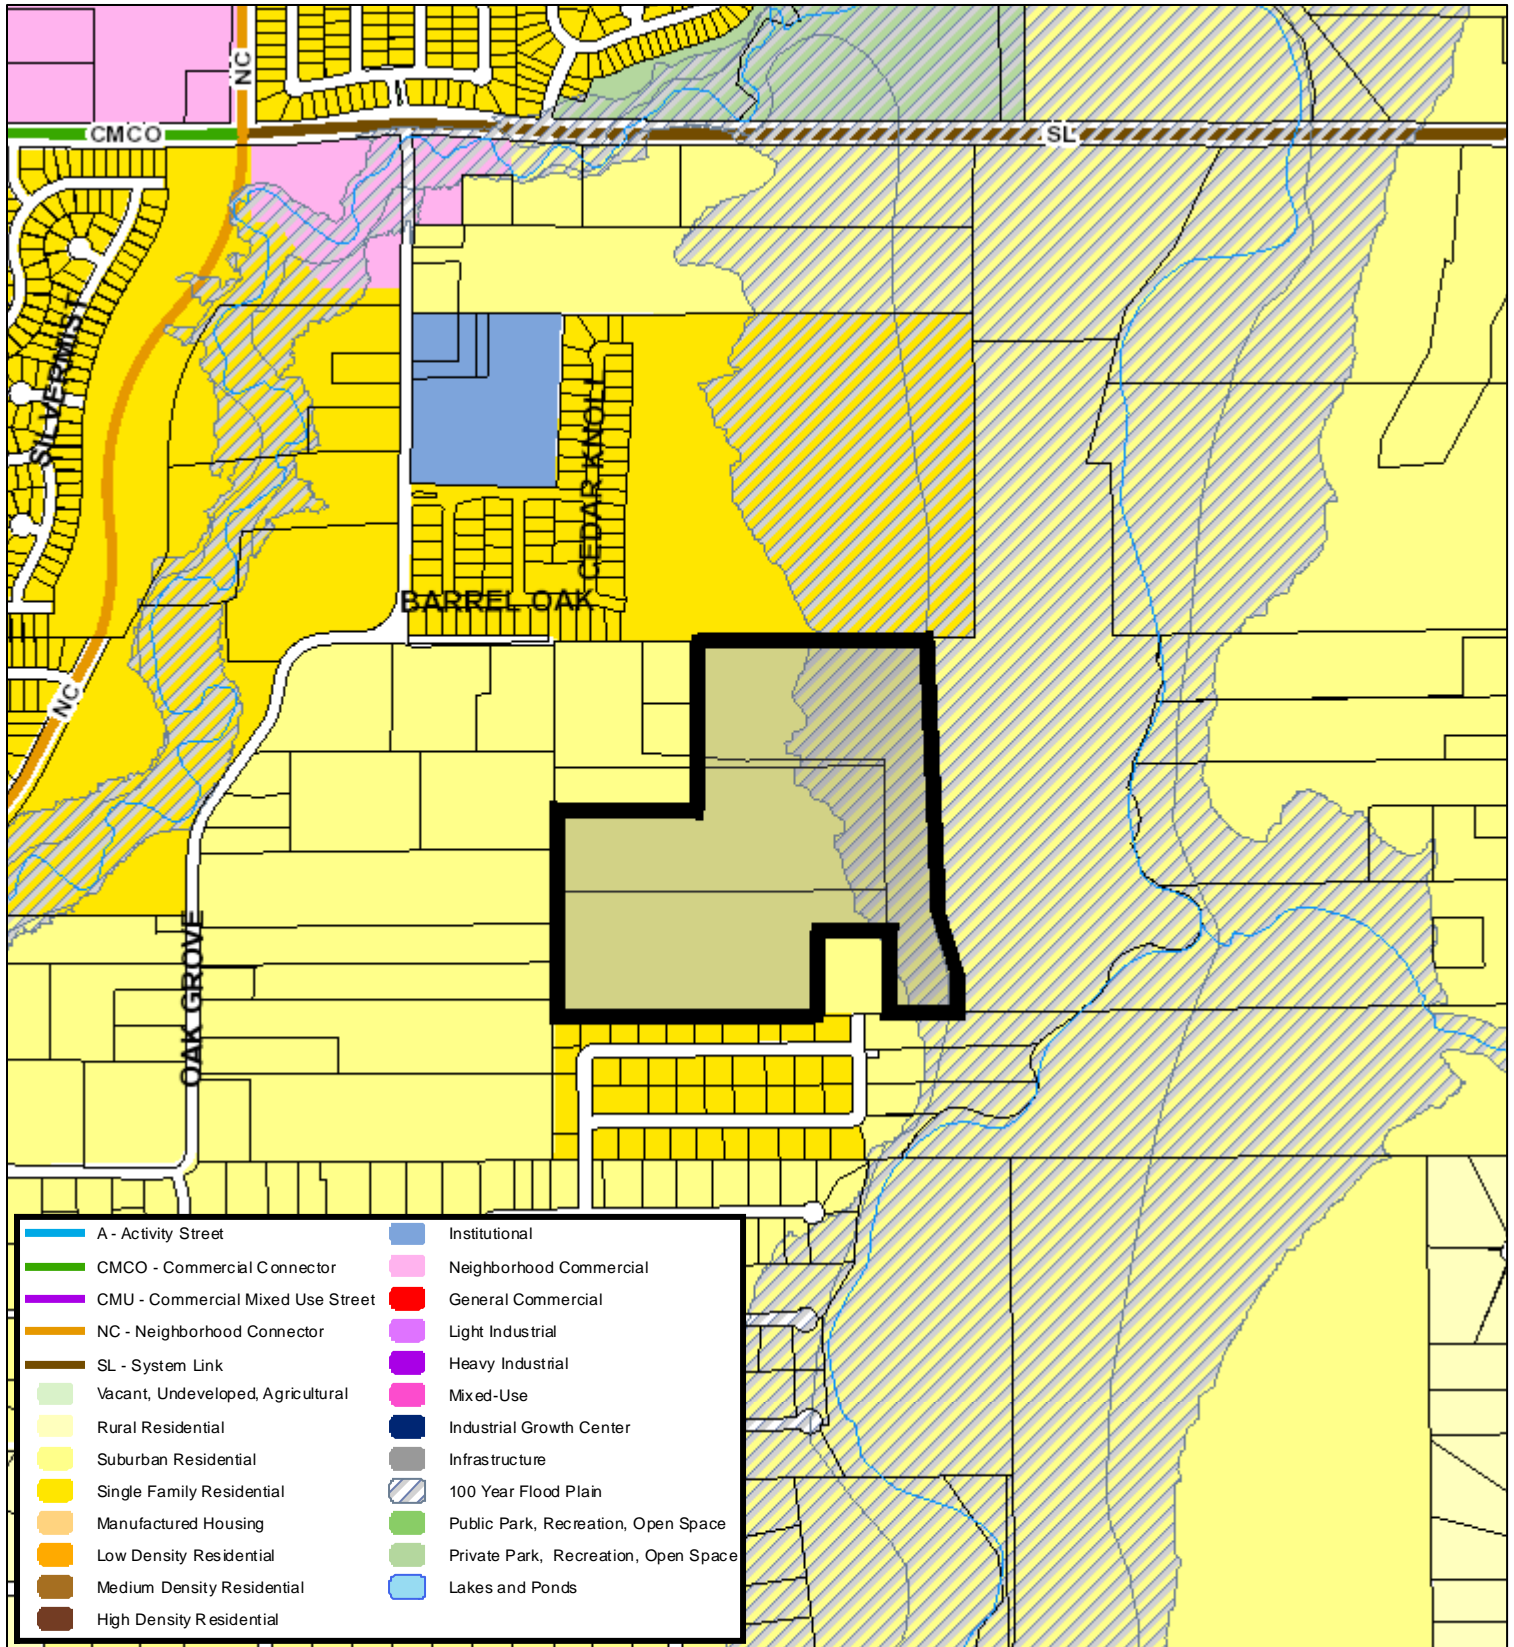 NC
CMCO
SL
SILVERMIST
CEDAR KNOLL
BARREL OAK
NC
OAK GROVE
A - Activity Street
CMCO - Commercial Connector
CMU - Commercial Mixed Use Street
NC - Neighborhood Connector
SL - System Link
Vacant, Undeveloped, Agricultural
Rural Residential
Suburban Residential
Single Family Residential
Manufactured Housing
Low Density Residential
Medium Density Residential
High Density Residential
Institutional
Neighborhood Commercial
General Commercial
Light Industrial
Heavy Industrial
Mixed-Use
Industrial Growth Center
Infrastructure
100 Year Flood Plain
Public Park, Recreation, Open Space
Private Park, Recreation, Open Space
Lakes and Ponds